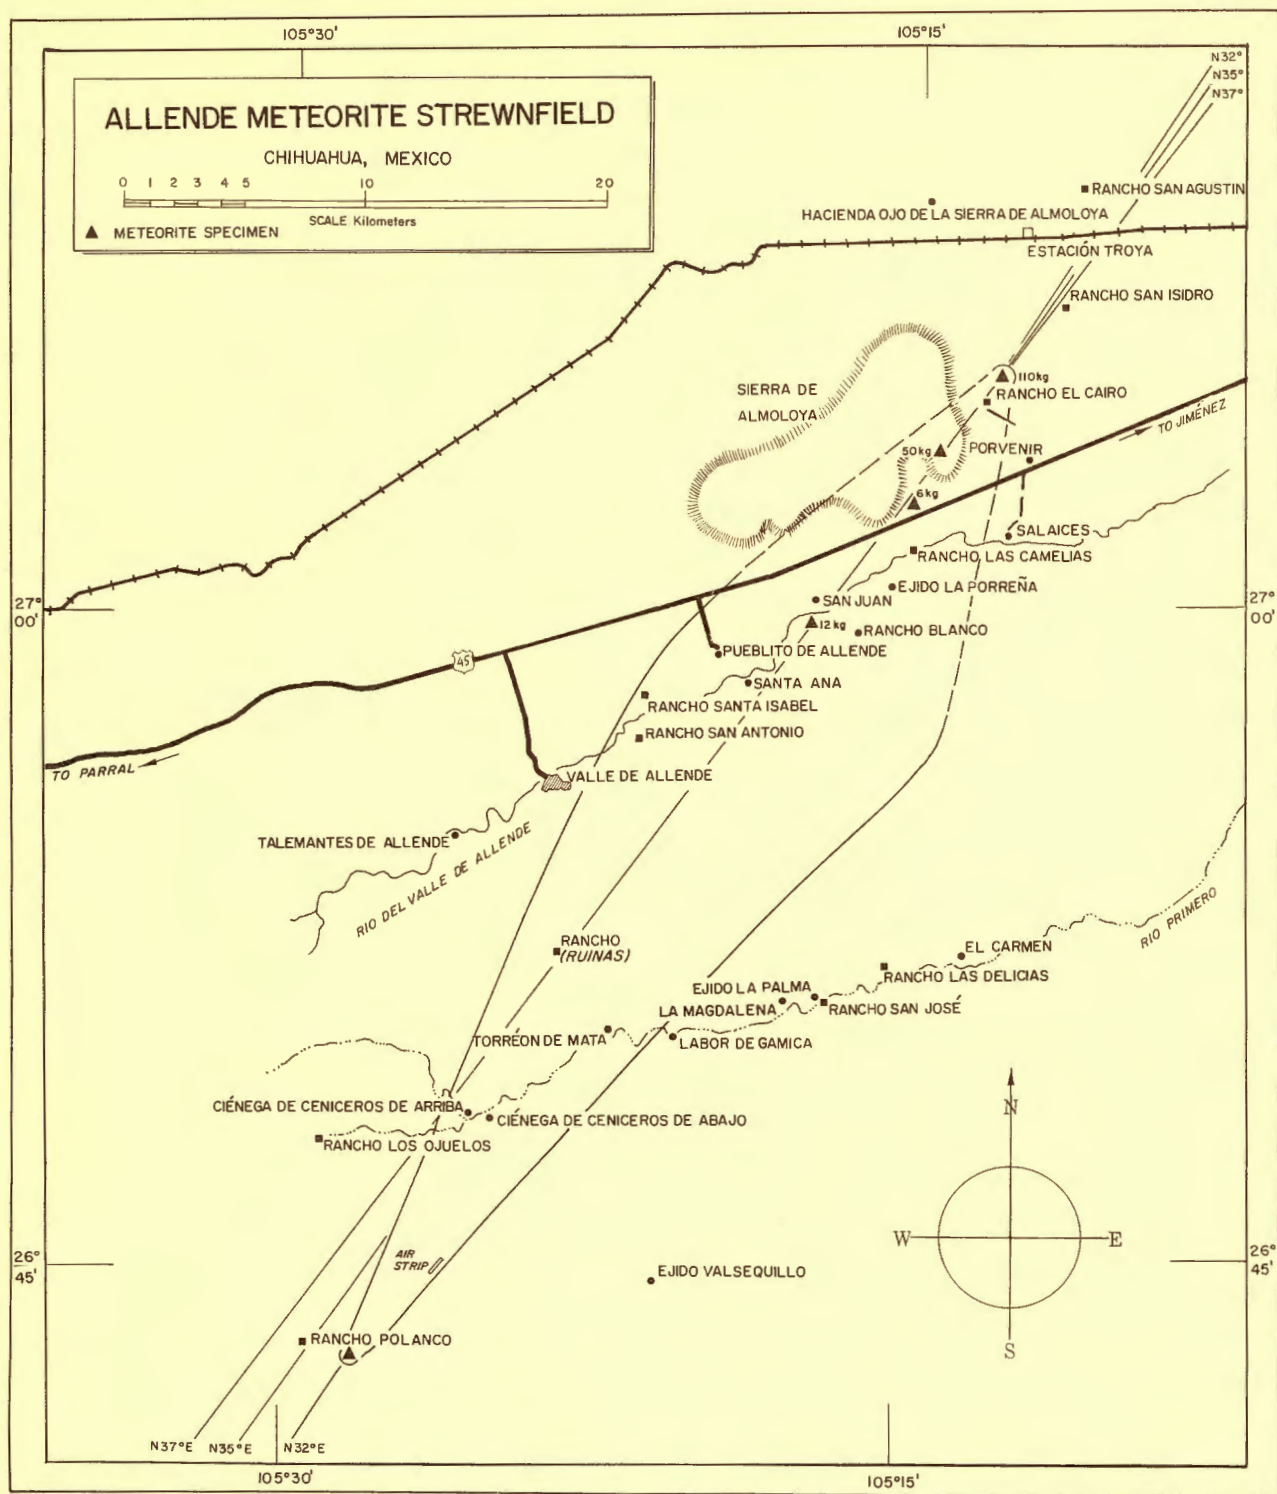 105°30'
105°15'
N32°
N35°
N37°
ALLENDE METEORITE STREWNFIELD
CHIHUAHUA, MEXICO
0 1 2 3 4 5 10 20
SCALE Kilometers
▲ METEORITE SPECIMEN
RANCHO SAN AGUSTIN
HACIENDA OJO DE LA SIERRA DE ALMOLOYA
ESTACIÓN TROYA
RANCHO SAN ISIDRO
SIERRA DE
ALMOLOYA
110kg
RANCHO EL CAIRO
TO JIMÉNEZ
50kg
PORVENIR
6kg
SALAICES
RANCHO LAS CAMELIAS
EJIDO LA PORREÑA
27°
00'
SAN JUAN
27°
00'
12kg
RANCHO BLANCO
PUEBLITO DE ALLENDE
45
SANTA ANA
RANCHO SANTA ISABEL
RANCHO SAN ANTONIO
TO PARRAL
VALLE DE ALLENDE
TALEMANTES DE ALLENDE
RIO DEL VALLE DE ALLENDE
RIO PRIMERO
RANCHO
(RUINAS)
EL CARMEN
RANCHO LAS DELICIAS
EJIDO LA PALMA
LA MAGDALENA
RANCHO SAN JOSÉ
TORRÉON DE MATA
LABOR DE GAMICA
CIÉNEGA DE CENICEROS DE ARRIBA
CIÉNEGA DE CENICEROS DE ABAJO
RANCHO LOS OJUELOS
N
W
E
S
26°
45'
AIR
STRIP
26°
45'
EJIDO VALSEQUILLO
RANCHO POLANCO
N37°E
N35°E
N32°E
105°30'
105°15'